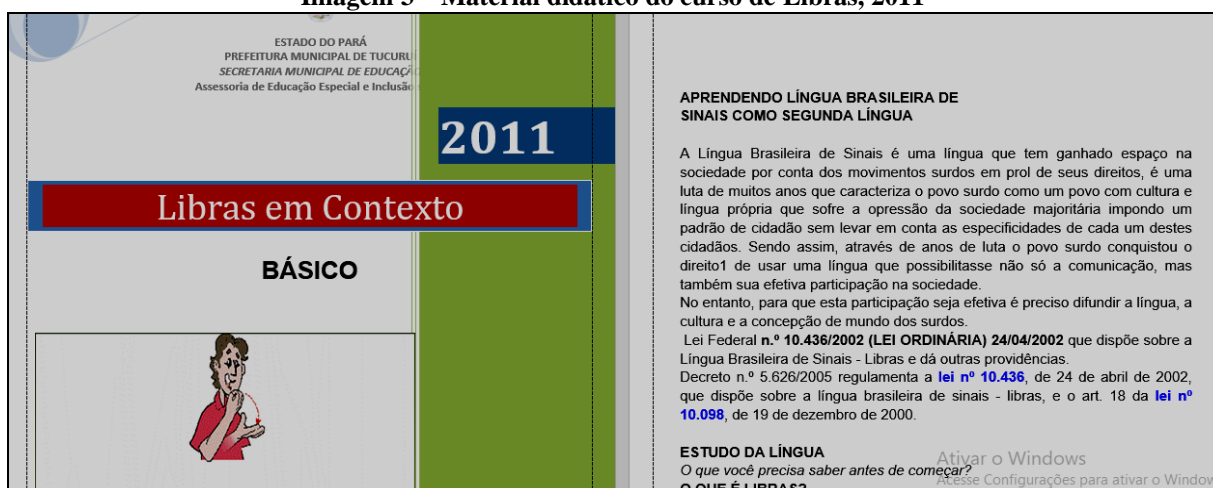 Imagem 3 – Material didático do curso de Libras, 2011
ESTADO DO PARÁ
PREFEITURA MUNICIPAL DE TUCURU
SECRETARIA MUNICIPAL DE EDUCAÇÃ
Assessoria de Educação Especial e Inclusão
2011
Libras em Contexto
BÁSICO
APRENDENDO LÍNGUA BRASILEIRA DE
SINAIS COMO SEGUNDA LÍNGUA
A Língua Brasileira de Sinais é uma língua que tem ganhado espaço na
sociedade por conta dos movimentos surdos em prol de seus direitos, é uma
luta de muitos anos que caracteriza o povo surdo como um povo com cultura e
língua própria que sofre a opressão da sociedade majoritária impondo um
padrão de cidadão sem levar em conta as especificidades de cada um destes
cidadãos. Sendo assim, através de anos de luta o povo surdo conquistou o
direito1 de usar uma língua que possibilitasse não só a comunicação, mas
também sua efetiva participação na sociedade.
No entanto, para que esta participação seja efetiva é preciso difundir a língua, a
cultura e a concepção de mundo dos surdos.
Lei Federal n.º 10.436/2002 (LEI ORDINÁRIA) 24/04/2002 que dispõe sobre a
Língua Brasileira de Sinais - Libras e dá outras providências.
Decreto n.º 5.626/2005 regulamenta a lei nº 10.436, de 24 de abril de 2002,
que dispõe sobre a língua brasileira de sinais - libras, e o art. 18 da lei nº
10.098, de 19 de dezembro de 2000.
ESTUDO DA LÍNGUA
O que você precisa saber antes de começar?
O QUE É LIBRAS?
Ativar o Windows
Acesse Configurações para ativar o Window